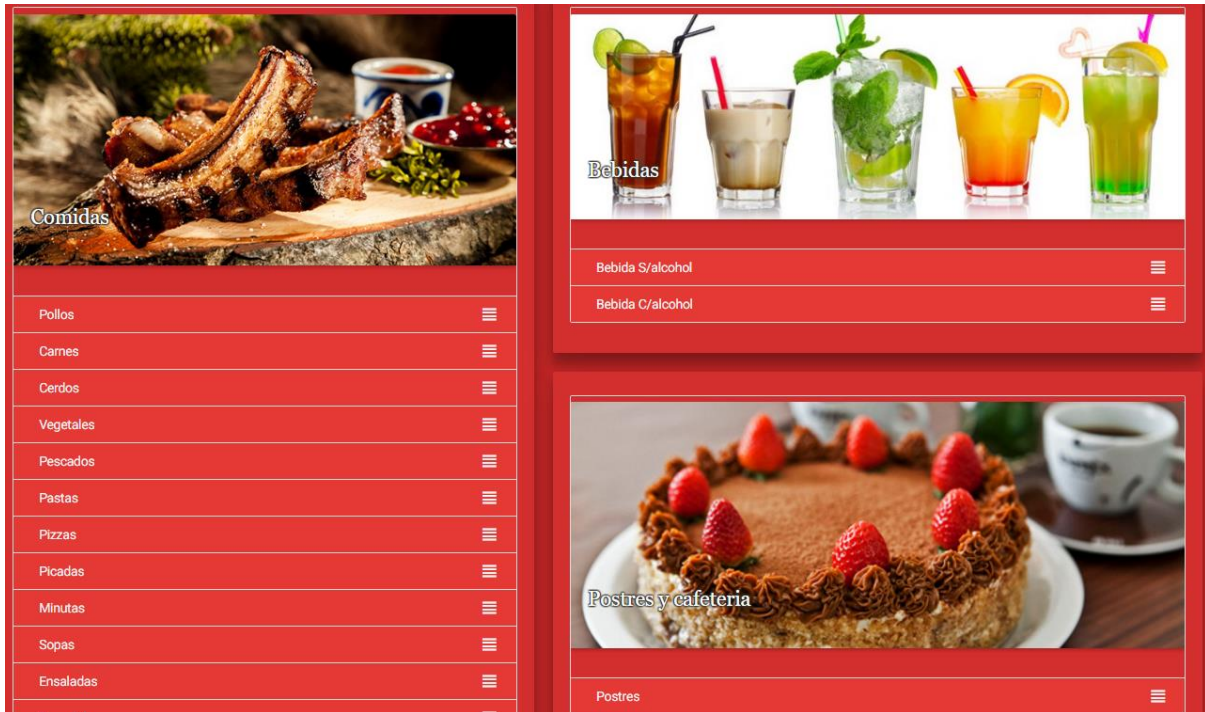 Comidas
Pollos
Carnes
Cerdos
Vegetales
Pescados
Pastas
Pizzas
Picadas
Minutas
Sopas
Ensaladas
Bebidas
Bebida S/alcohol
Bebida C/alcohol
Postres y cafeteria
Postres